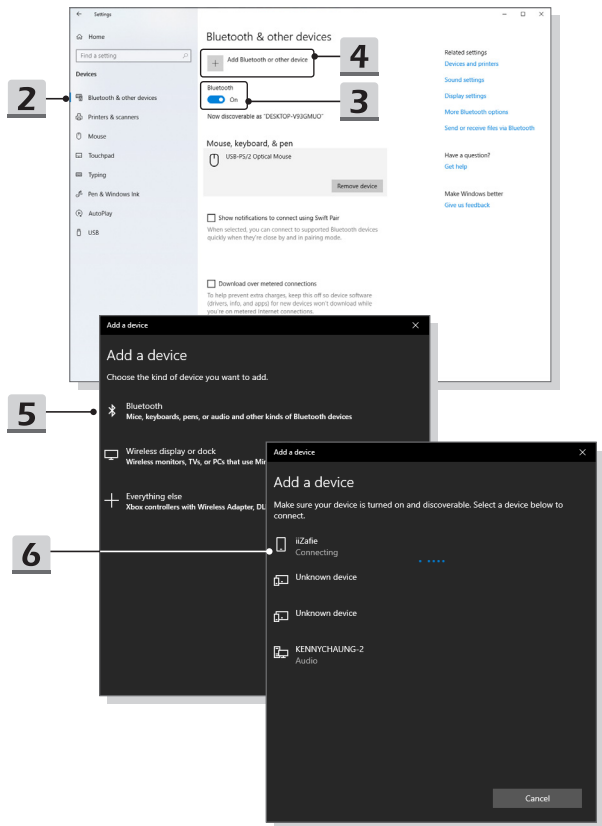 Settings
Home
Find a setting
Devices
Bluetooth & other devices
Printers & scanners
Mouse
Touchpad
Typing
Pen & Windows Ink
AutoPlay
USB
Bluetooth & other devices
Add Bluetooth or other device
Bluetooth
On
Now discoverable as "DESKTOP-V93GMUO"
Mouse, keyboard, & pen
USB-PS/2 Optical Mouse
Remove device
Show notifications to connect using Swift Pair
When selected, you can connect to supported Bluetooth devices
quickly when they're close by and in pairing mode.
Download over metered connections
To help prevent extra charges, keep this off so device software
(drivers, info, and apps) for new devices won't download while
you're on metered Internet connections.
Related settings
Devices and printers
Sound settings
Display settings
More Bluetooth options
Send or receive files via Bluetooth
Have a question?
Get help
Make Windows better
Give us feedback
2
4
3
Add a device
Add a device
Choose the kind of device you want to add.
Bluetooth
Mice, keyboards, pens, or audio and other kinds of Bluetooth devices
Wireless display or dock
Wireless monitors, TVs, or PCs that use Mi
Everything else
Xbox controllers with Wireless Adapter, DL
5
6
Add a device
Add a device
Make sure your device is turned on and discoverable. Select a device below to
connect.
iiZafie
Connecting
Unknown device
Unknown device
KENNYCHAUNG-2
Audio
Cancel